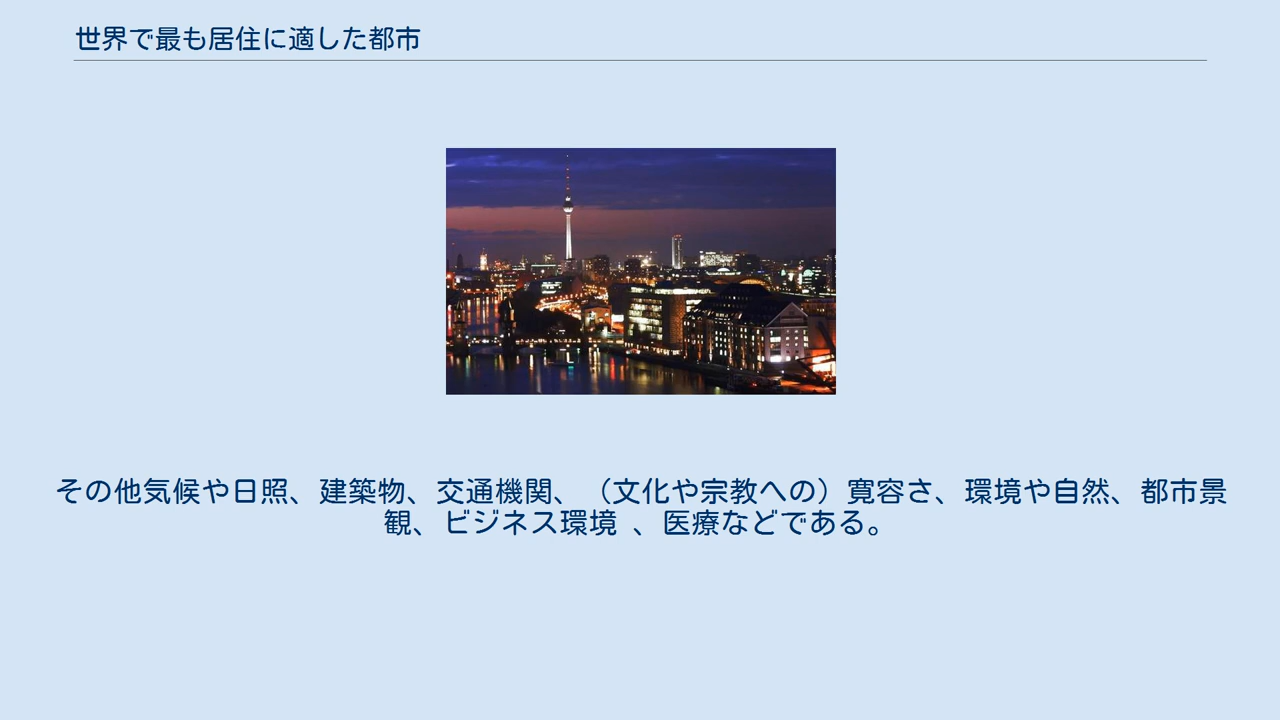 世界で最も居住に適した都市
その他気候や日照、建築物、交通機関、（文化や宗教への）寛容さ、環境や自然、都市景
観、ビジネス環境 、医療などである。